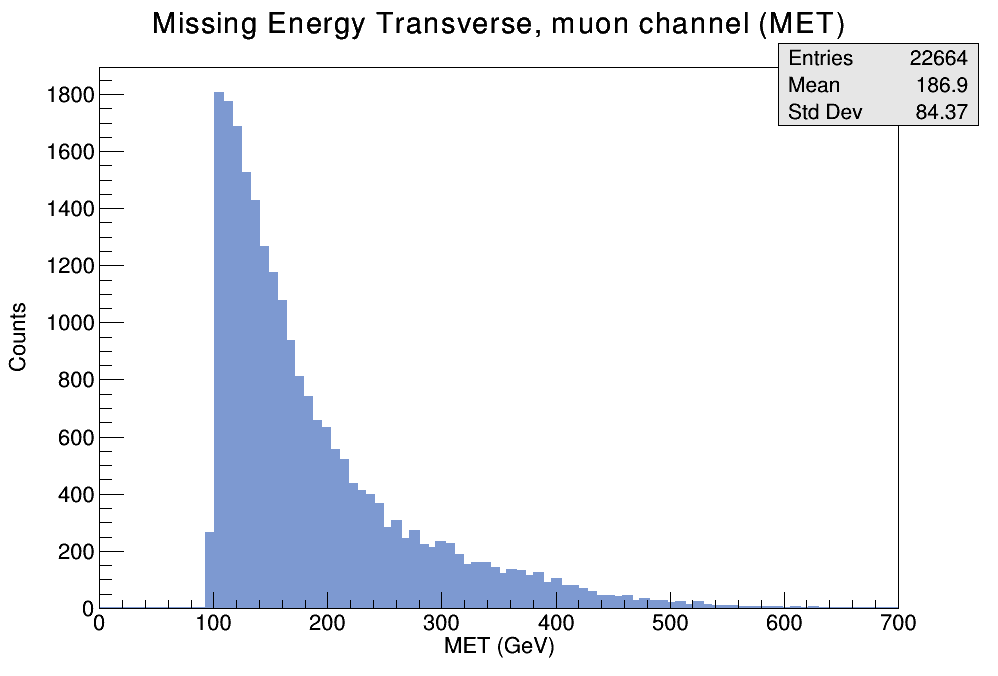 Missing Energy Transverse, muon channel (MET)
Entries 22664
Mean 186.9
Std Dev 84.37
1800
1600
1400
1200
1000
800
600
400
200
0
Counts
0 100 200 300 400 500 600 700
MET (GeV)